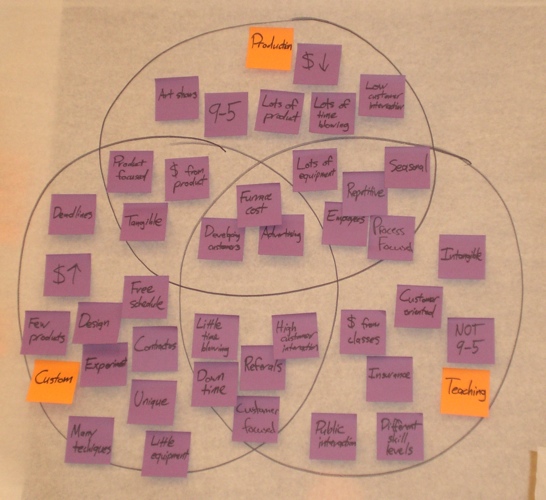 Production
$ ↓
Art shows
9-5
Lots of
product
Lots of
time
blowing
Low
customer
interaction
Product
focused
$ from
product
Tangible
Lots of
equipment
Seasonal
Repetitive
Employees
Process
Focused
Furnace
cost
Developing
customers
Advertising
Deadlines
$ ↑
Free
schedule
Few
products
Design
Contractors
Custom
Experiment
Unique
Many
techniques
Little
equipment
Little
time
blowing
High
customer
interaction
Referrals
Down
time
Customer
focused
Intangible
Customer
oriented
$ from
classes
NOT
9-5
Insurance
Teaching
Public
interaction
Different
skill
levels